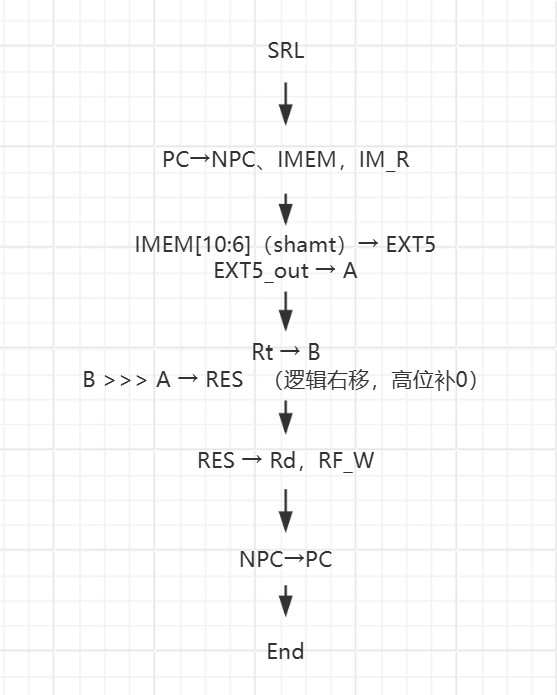 SRL
PC→NPC、IMEM，IM_R
IMEM[10:6]（shamt）→ EXT5
EXT5_out → A
Rt → B
B >>> A → RES （逻辑右移，高位补0）
RES → Rd，RF_W
NPC→PC
End